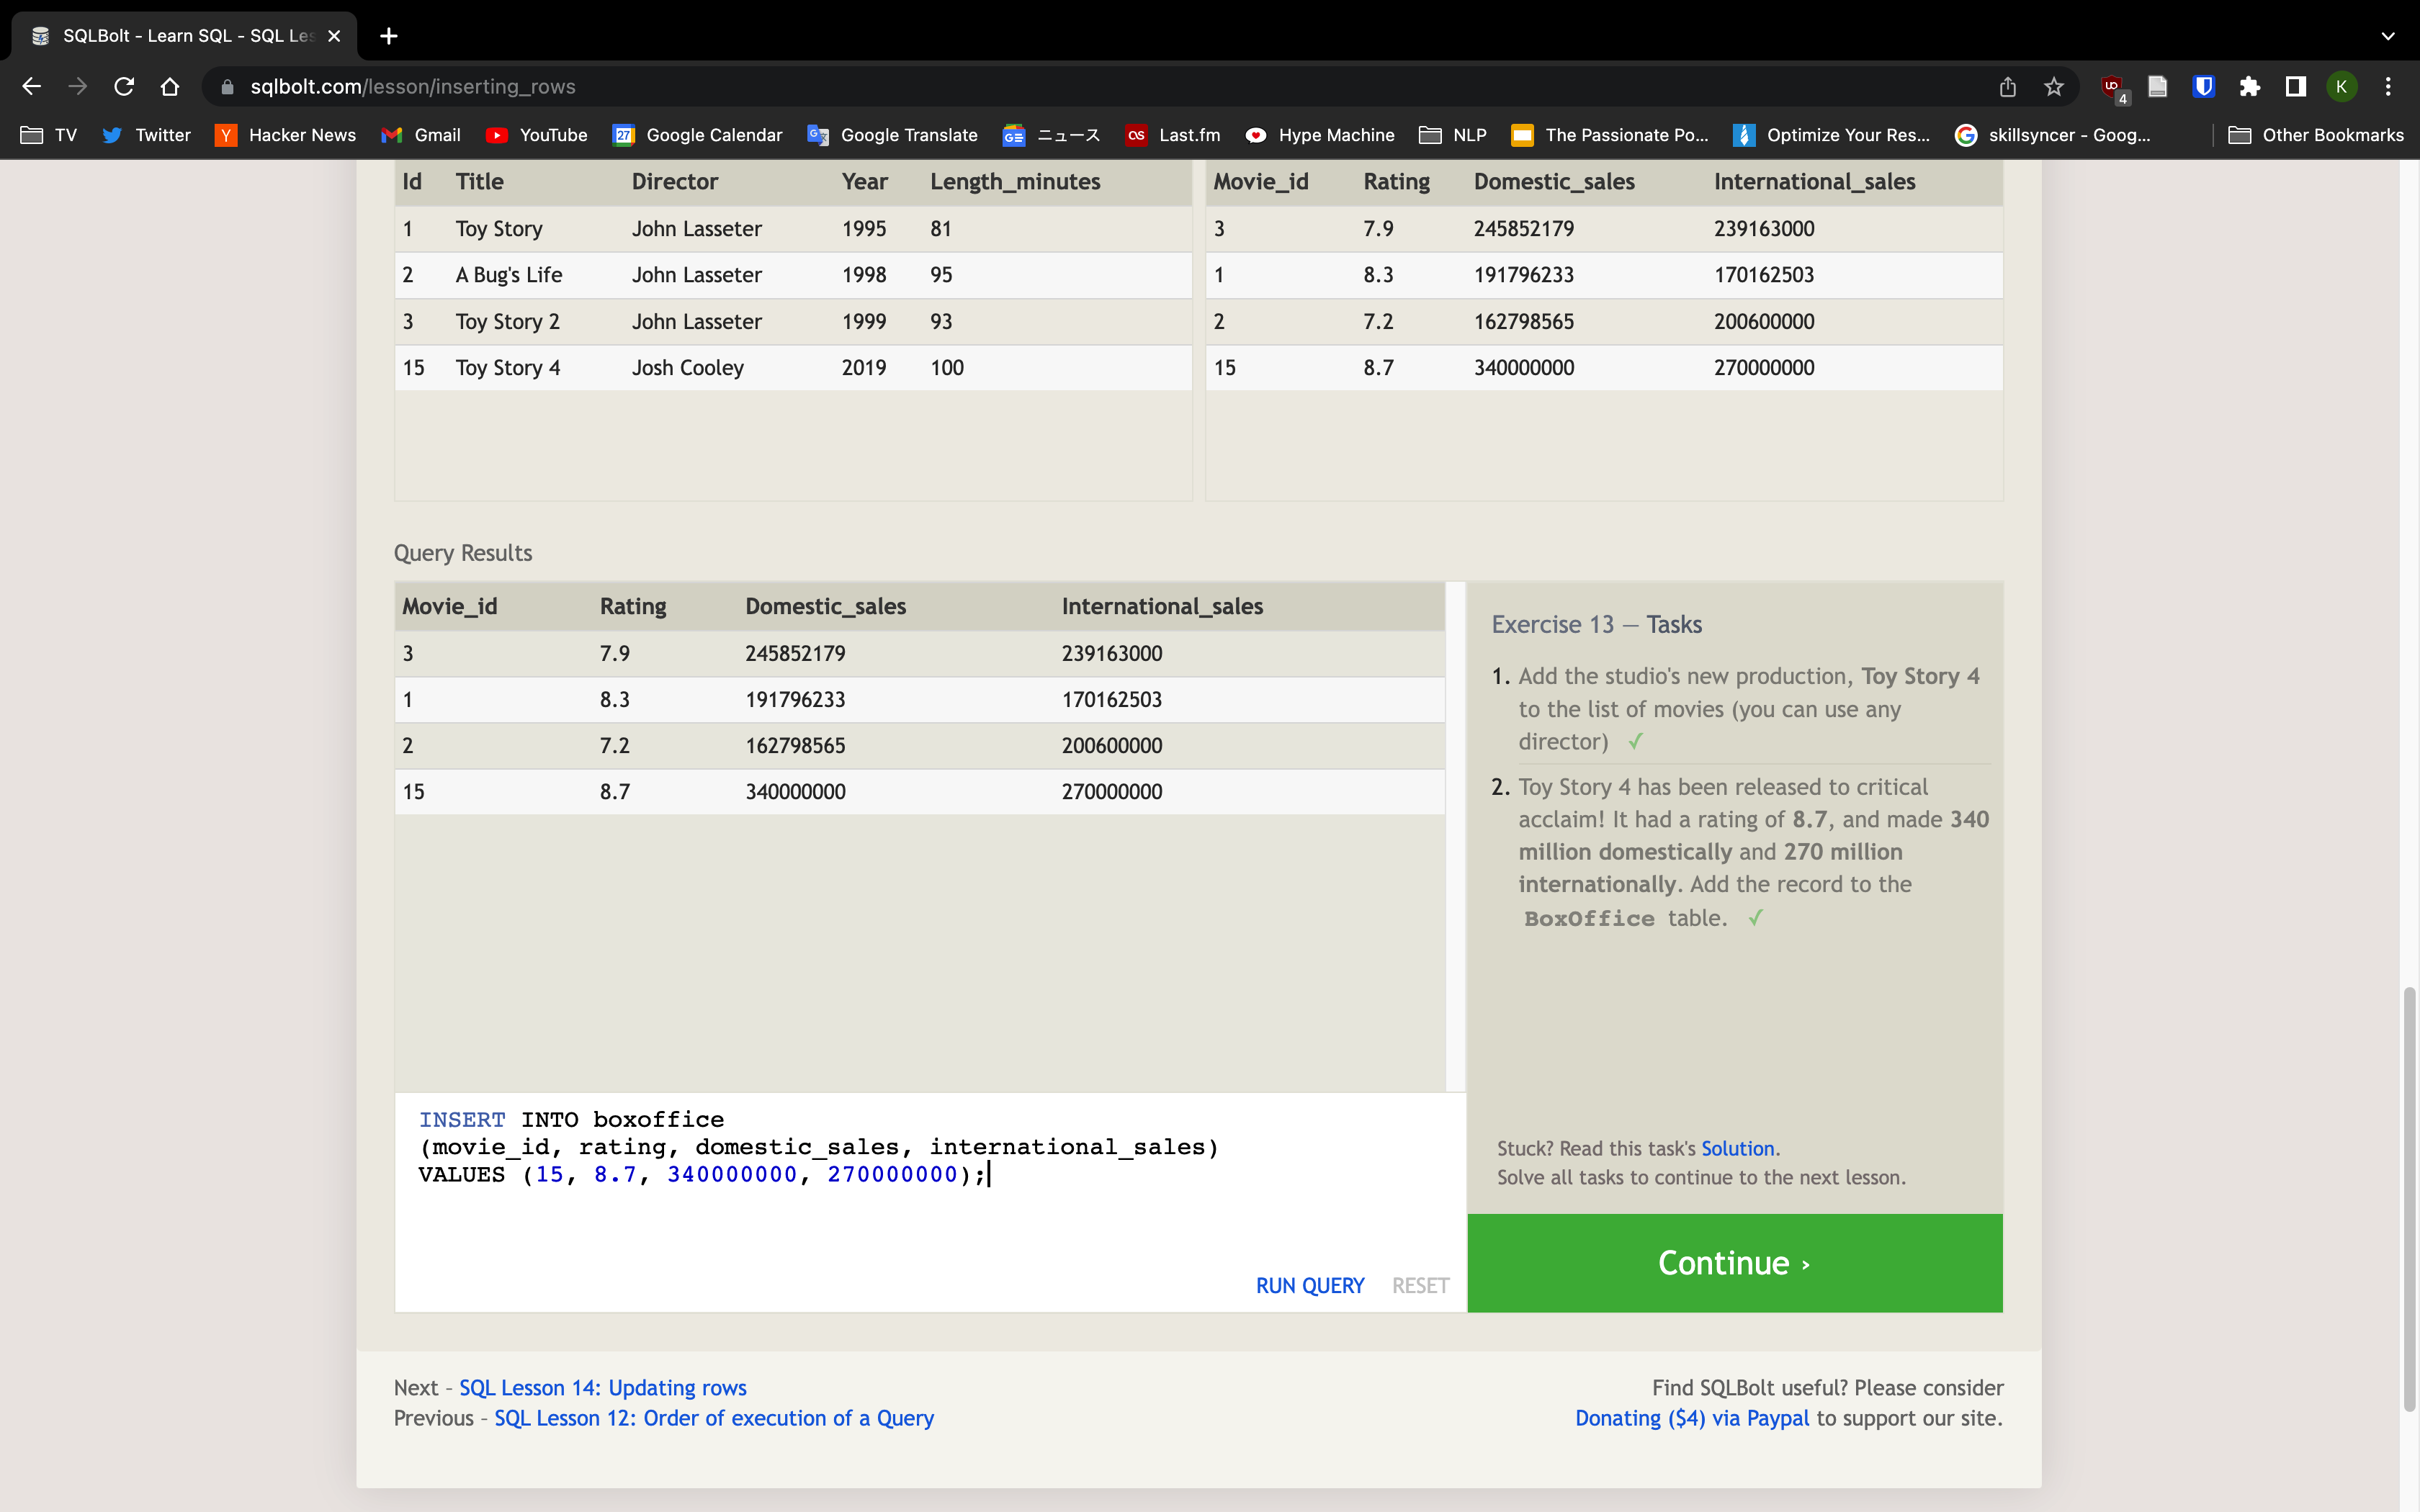 SQLBolt - Learn SQL - SQL Les
sqlbolt.com/lesson/inserting_rows
4
K
TV Twitter Hacker News Gmail YouTube 27 Google Calendar Google Translate ニュース Last.fm Hype Machine NLP The Passionate Po... Optimize Your Res... skillsyncer - Goog... Other Bookmarks
Id Title Director Year Length_minutes
1 Toy Story John Lasseter 1995 81
2 A Bug's Life John Lasseter 1998 95
3 Toy Story 2 John Lasseter 1999 93
15 Toy Story 4 Josh Cooley 2019 100
Movie_id Rating Domestic_sales International_sales
3 7.9 245852179 239163000
1 8.3 191796233 170162503
2 7.2 162798565 200600000
15 8.7 340000000 270000000
Query Results
Movie_id Rating Domestic_sales International_sales
3 7.9 245852179 239163000
1 8.3 191796233 170162503
2 7.2 162798565 200600000
15 8.7 340000000 270000000
INSERT INTO boxoffice
(movie_id, rating, domestic_sales, international_sales)
VALUES (15, 8.7, 340000000, 270000000);
RUN QUERY RESET
Exercise 13 — Tasks
1. Add the studio's new production, Toy Story 4
to the list of movies (you can use any
director) ✓
2. Toy Story 4 has been released to critical
acclaim! It had a rating of 8.7, and made 340
million domestically and 270 million
internationally. Add the record to the
BoxOffice table. ✓
Stuck? Read this task's Solution.
Solve all tasks to continue to the next lesson.
Continue ›
Next – SQL Lesson 14: Updating rows
Previous – SQL Lesson 12: Order of execution of a Query
Find SQLBolt useful? Please consider
Donating ($4) via Paypal to support our site.